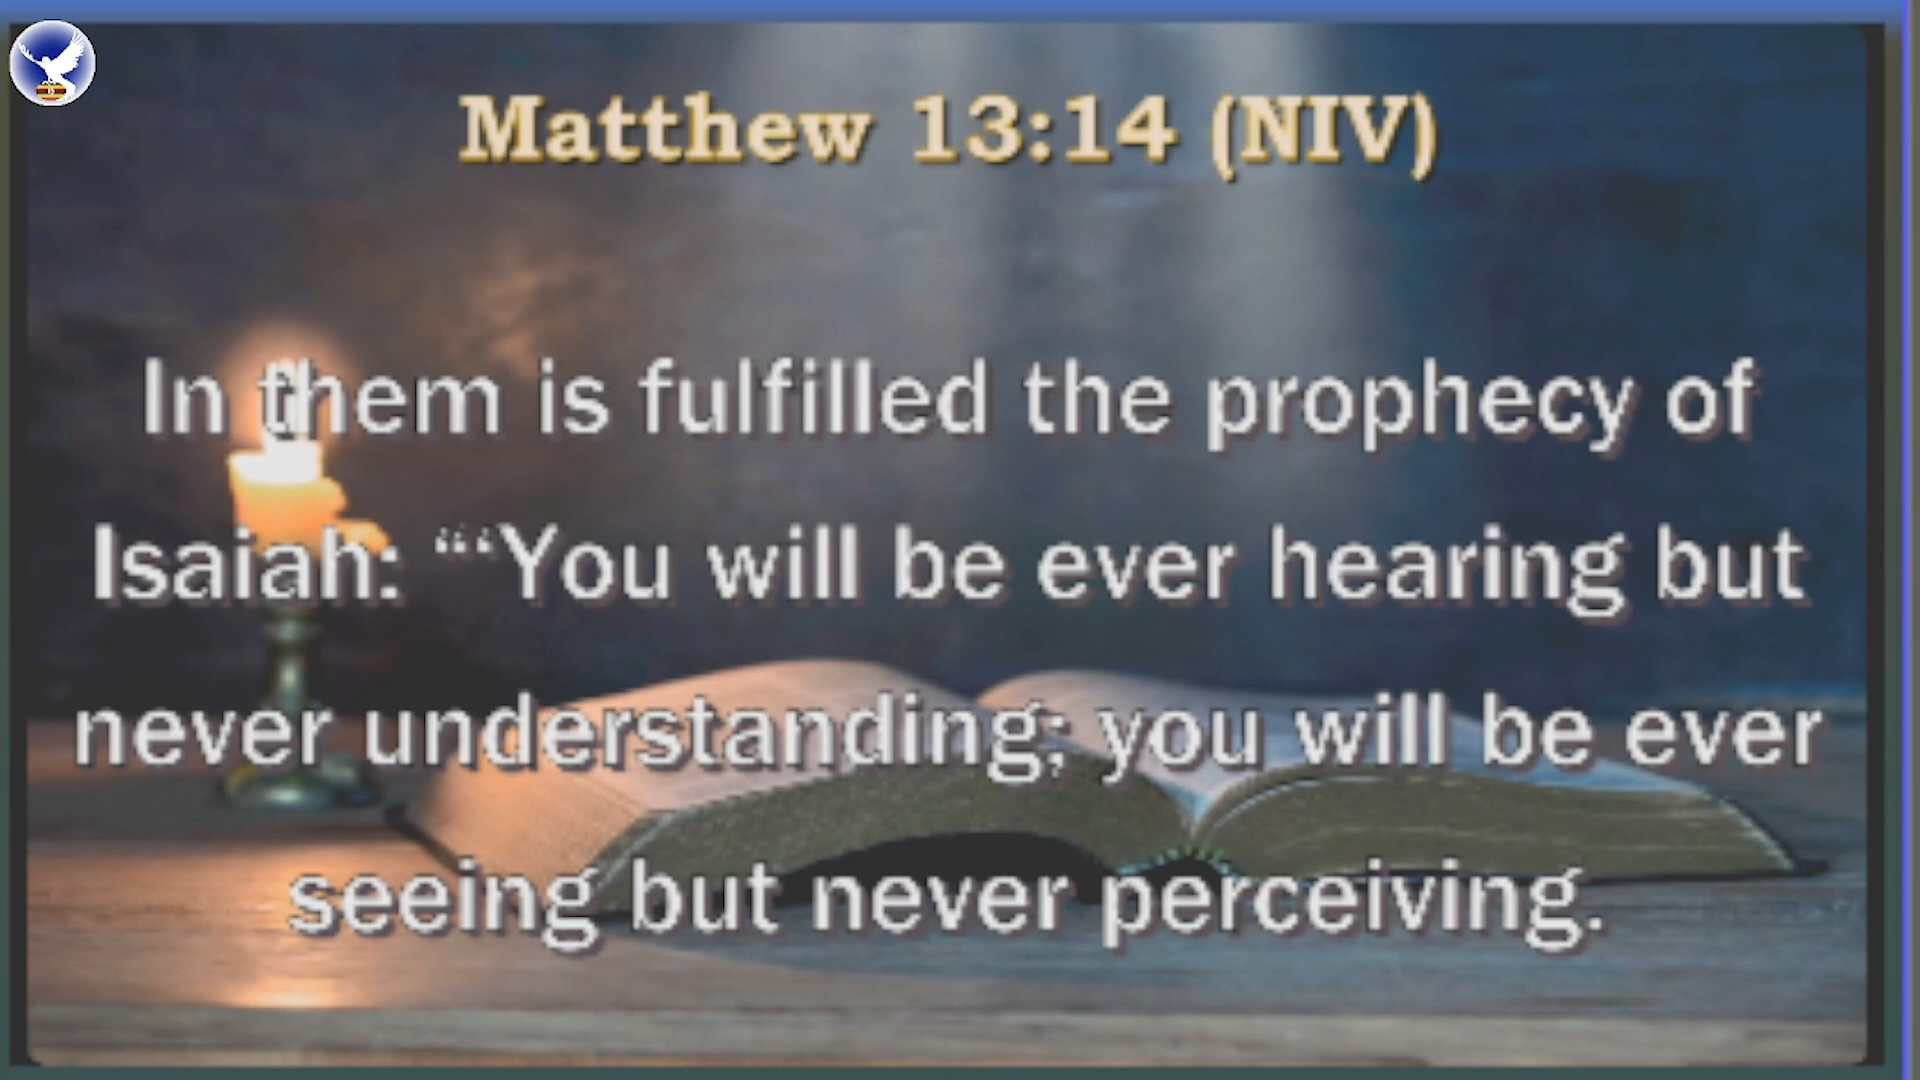 Matthew 13:14 (NIV)
In them is fulfilled the prophecy of
Isaiah: “‘You will be ever hearing but
never understanding; you will be ever
seeing but never perceiving.